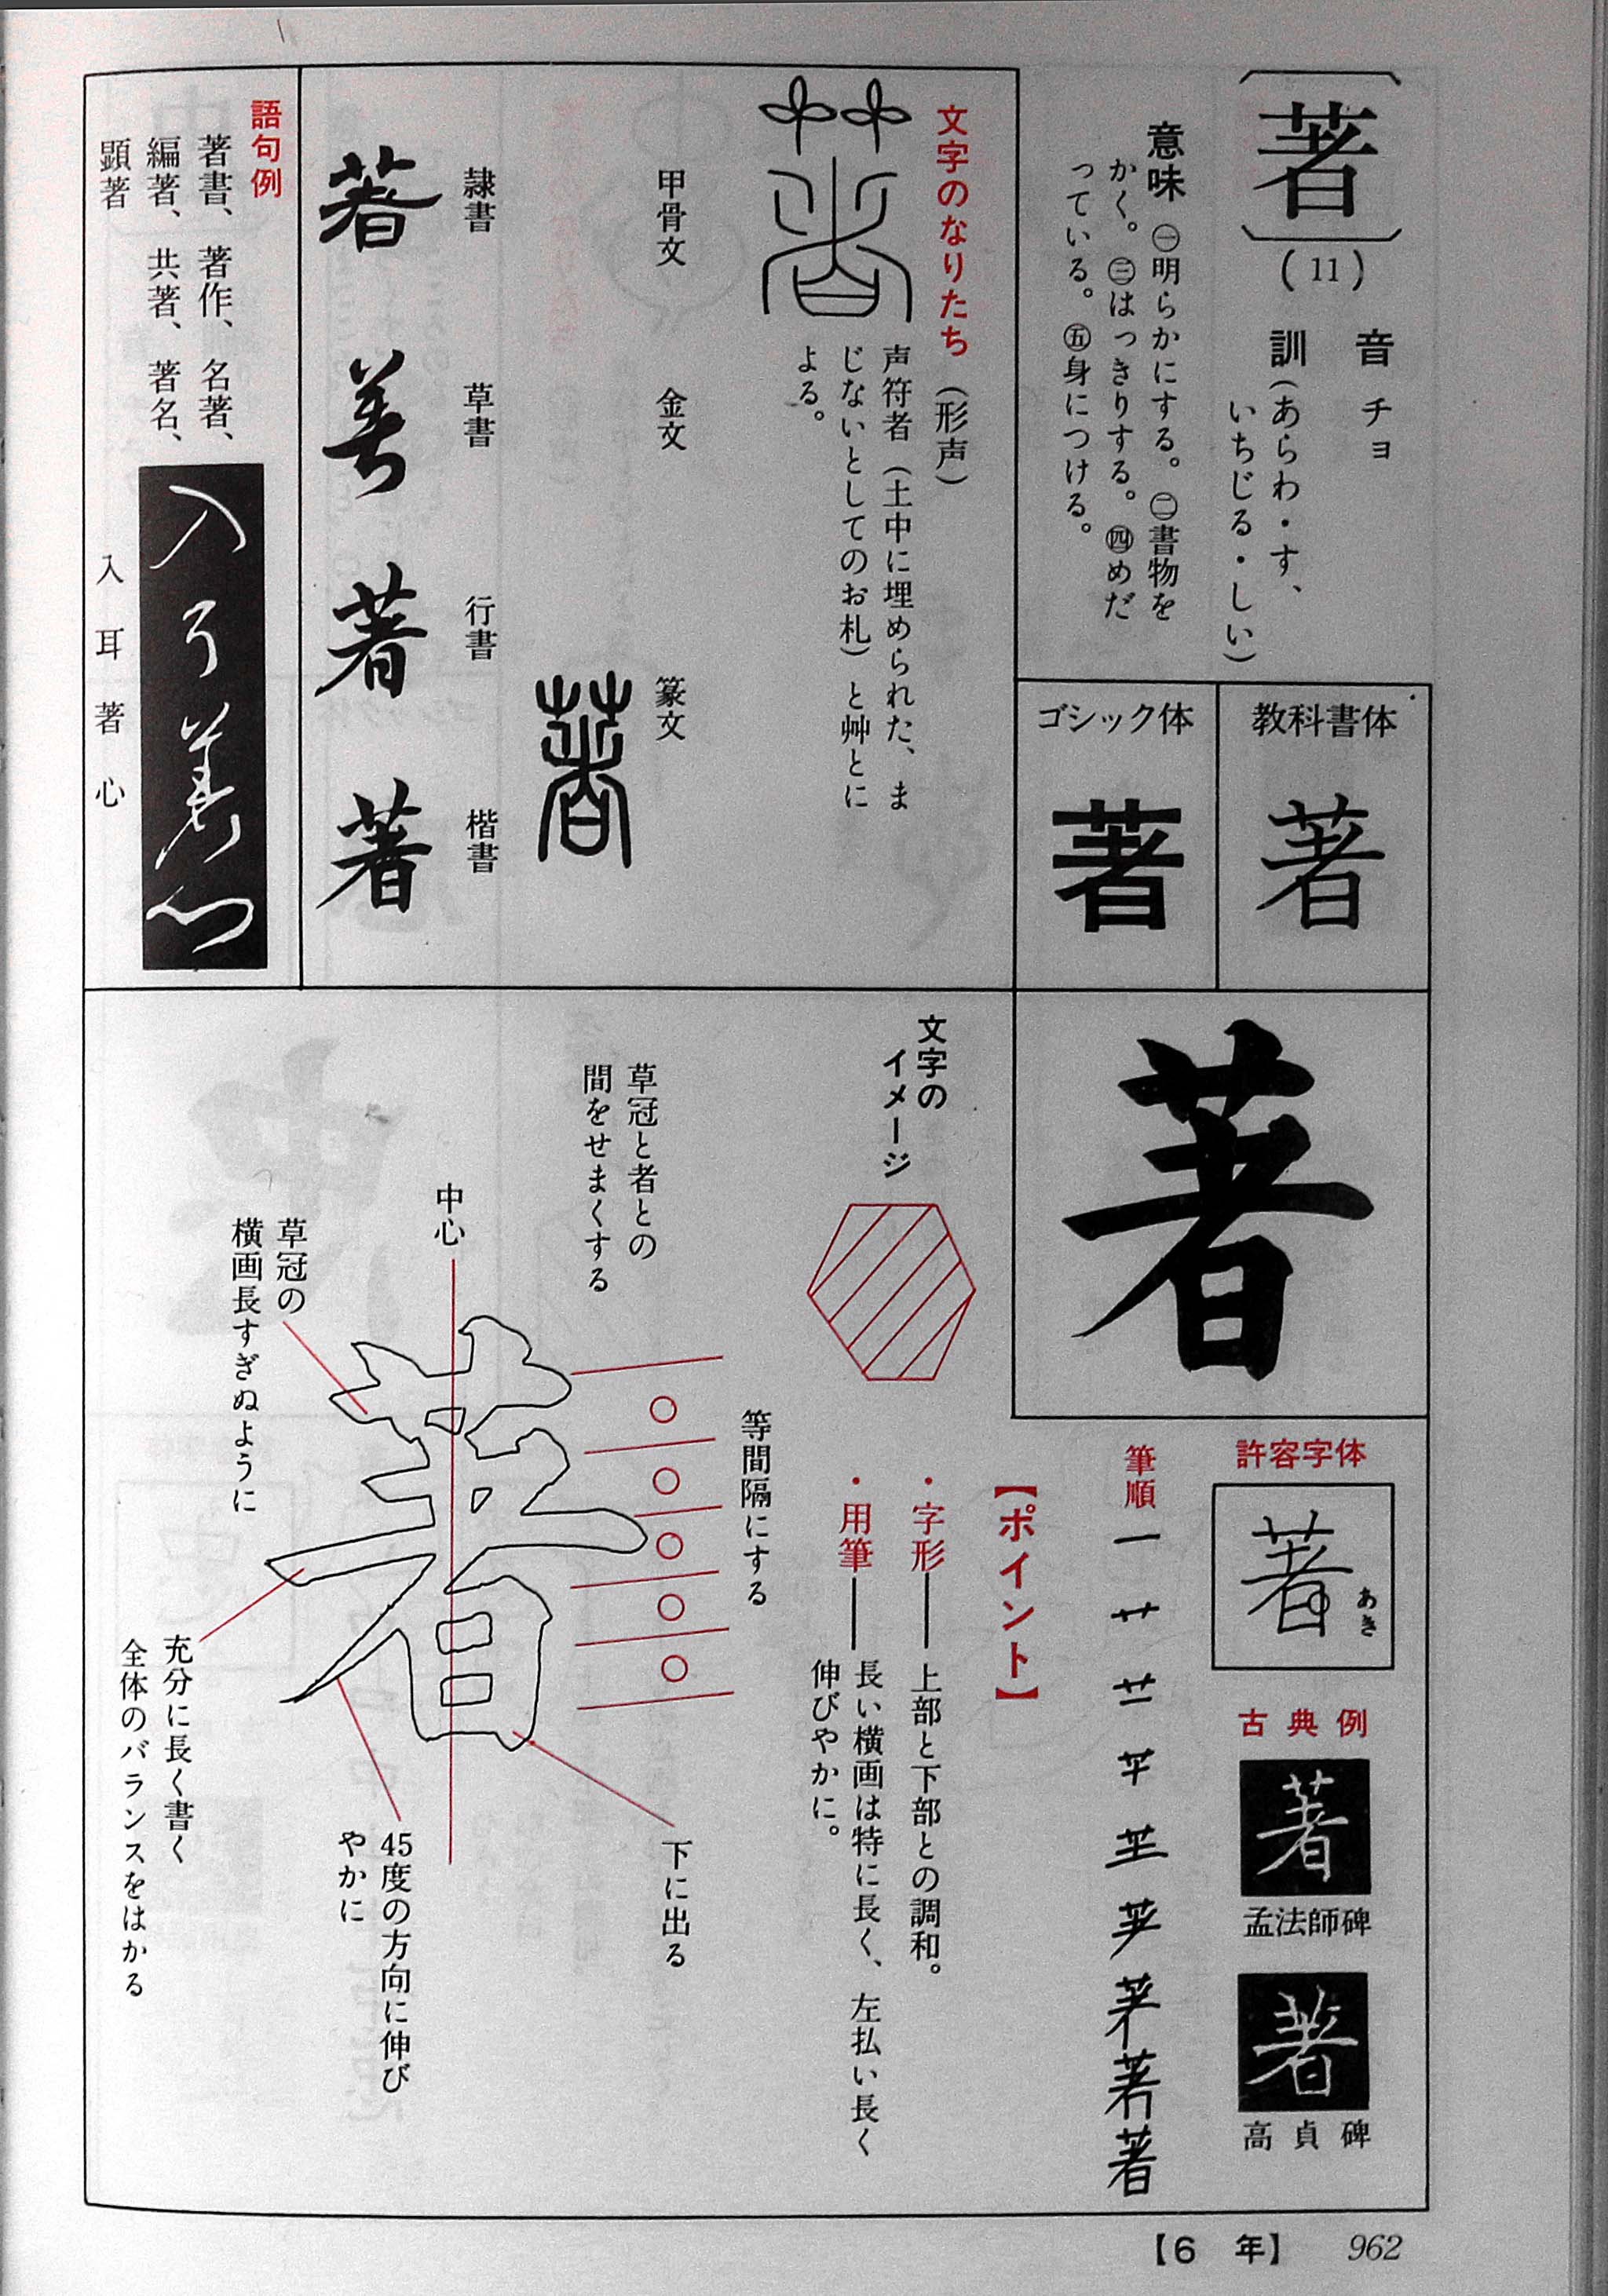 著
(11)
音 チョ
訓(あらわ・す、
いちじる・しい)
意味 ㊀明らかにする。㊁書物を
かく。㊂はっきりする。㊃めだ
っている。㊄身につける。
教科書体
著
ゴシック体
著
文字のなりたち(形声)
声符者(土中に埋められた、ま
じないとしてのお札)と艸とに
よる。
甲骨文
金文
篆文
著
隷書
草書
行書
楷書
著
著
著
著
語句例
著書、著作、名著、
編著、共著、著名、
顕著
入耳著心
入耳著心
著
許容字体
著
あき
古典例
著
孟法師碑
著
高貞碑
筆順
【ポイント】
・字形——上部と下部との調和。
・用筆——長い横画は特に長く、左払い長く
伸びやかに。
文字の
イメージ
等間隔にする
草冠と者との
間をせまくする
中心
草冠の
横画長すぎぬように
下に出る
45度の方向に伸び
やかに
充分に長く書く
全体のバランスをはかる
【6 年】 962